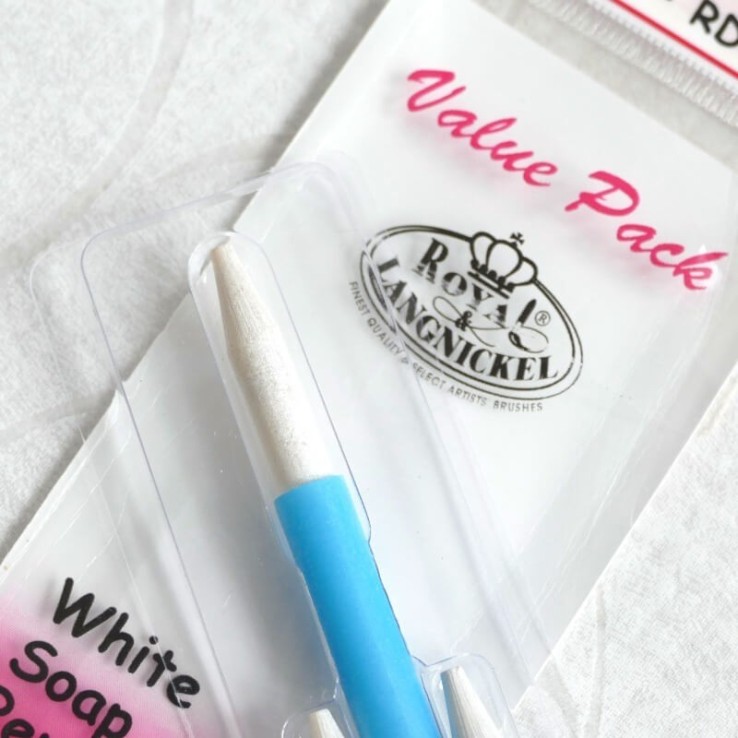 RD
Value Pack
ROYAL ®
&
LANGNICKEL
FINEST QUALITY & SELECT ARTISTS BRUSHES
White
Soap